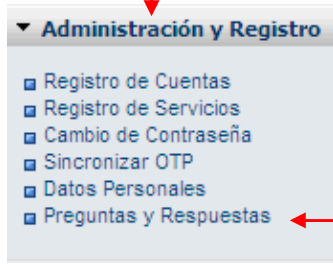 Administración y Registro
Registro de Cuentas
Registro de Servicios
Cambio de Contraseña
Sincronizar OTP
Datos Personales
Preguntas y Respuestas